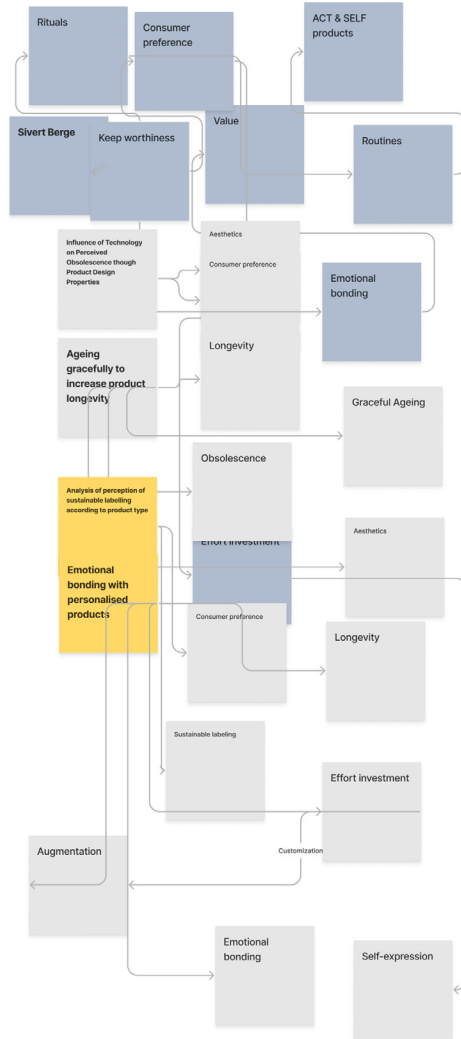 Rituals
Consumer
preference
ACT & SELF
products
Sivert Berge
Keep worthiness
Value
Routines
Influence of Technology
on Perceived
Obsolescence though
Product Design
Properties
Aesthetics
Consumer preference
Emotional
bonding
Ageing
gracefully to
increase product
longevity
Longevity
Graceful Ageing
Obsolescence
Analysis of perception of
sustainable labelling
according to product type
Aesthetics
Effort investment
Emotional
bonding with
personalised
products
Consumer preference
Longevity
Sustainable labeling
Effort investment
Customization
Augmentation
Emotional
bonding
Self-expression